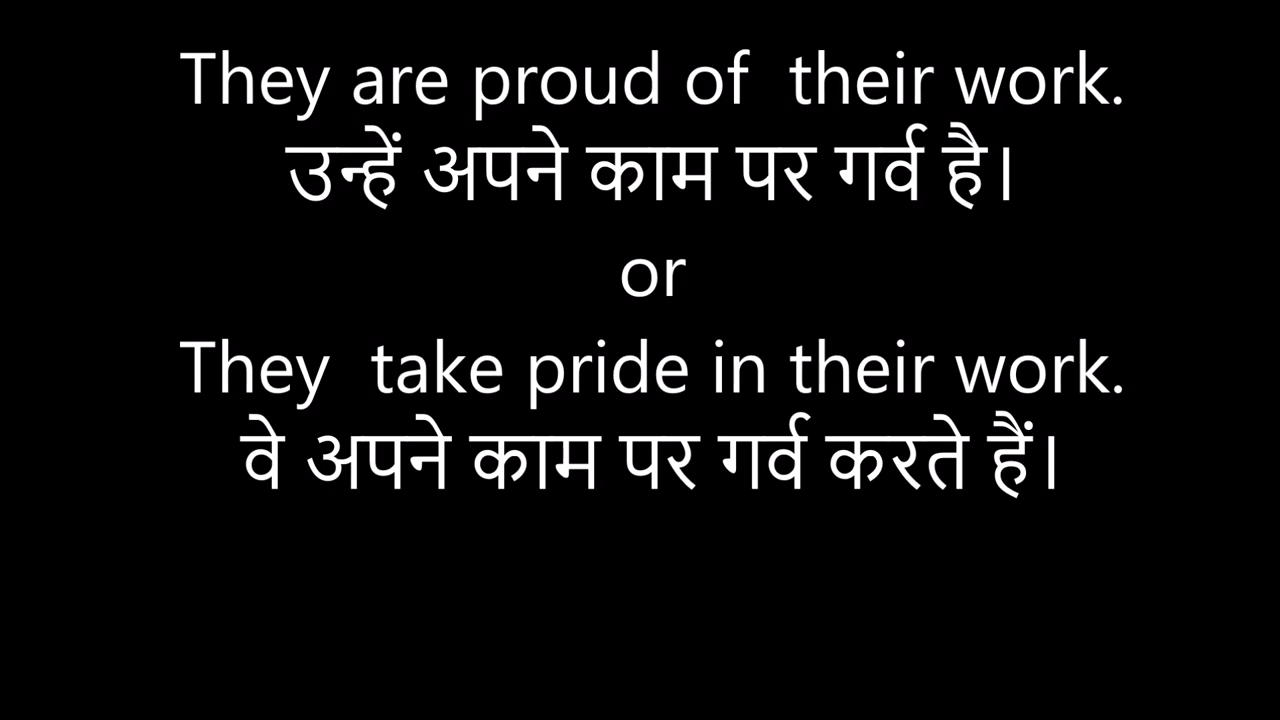 They are proud of  their work.
उन्हें अपने काम पर गर्व है।
or
They  take pride in their work.
वे अपने काम पर गर्व करते हैं।